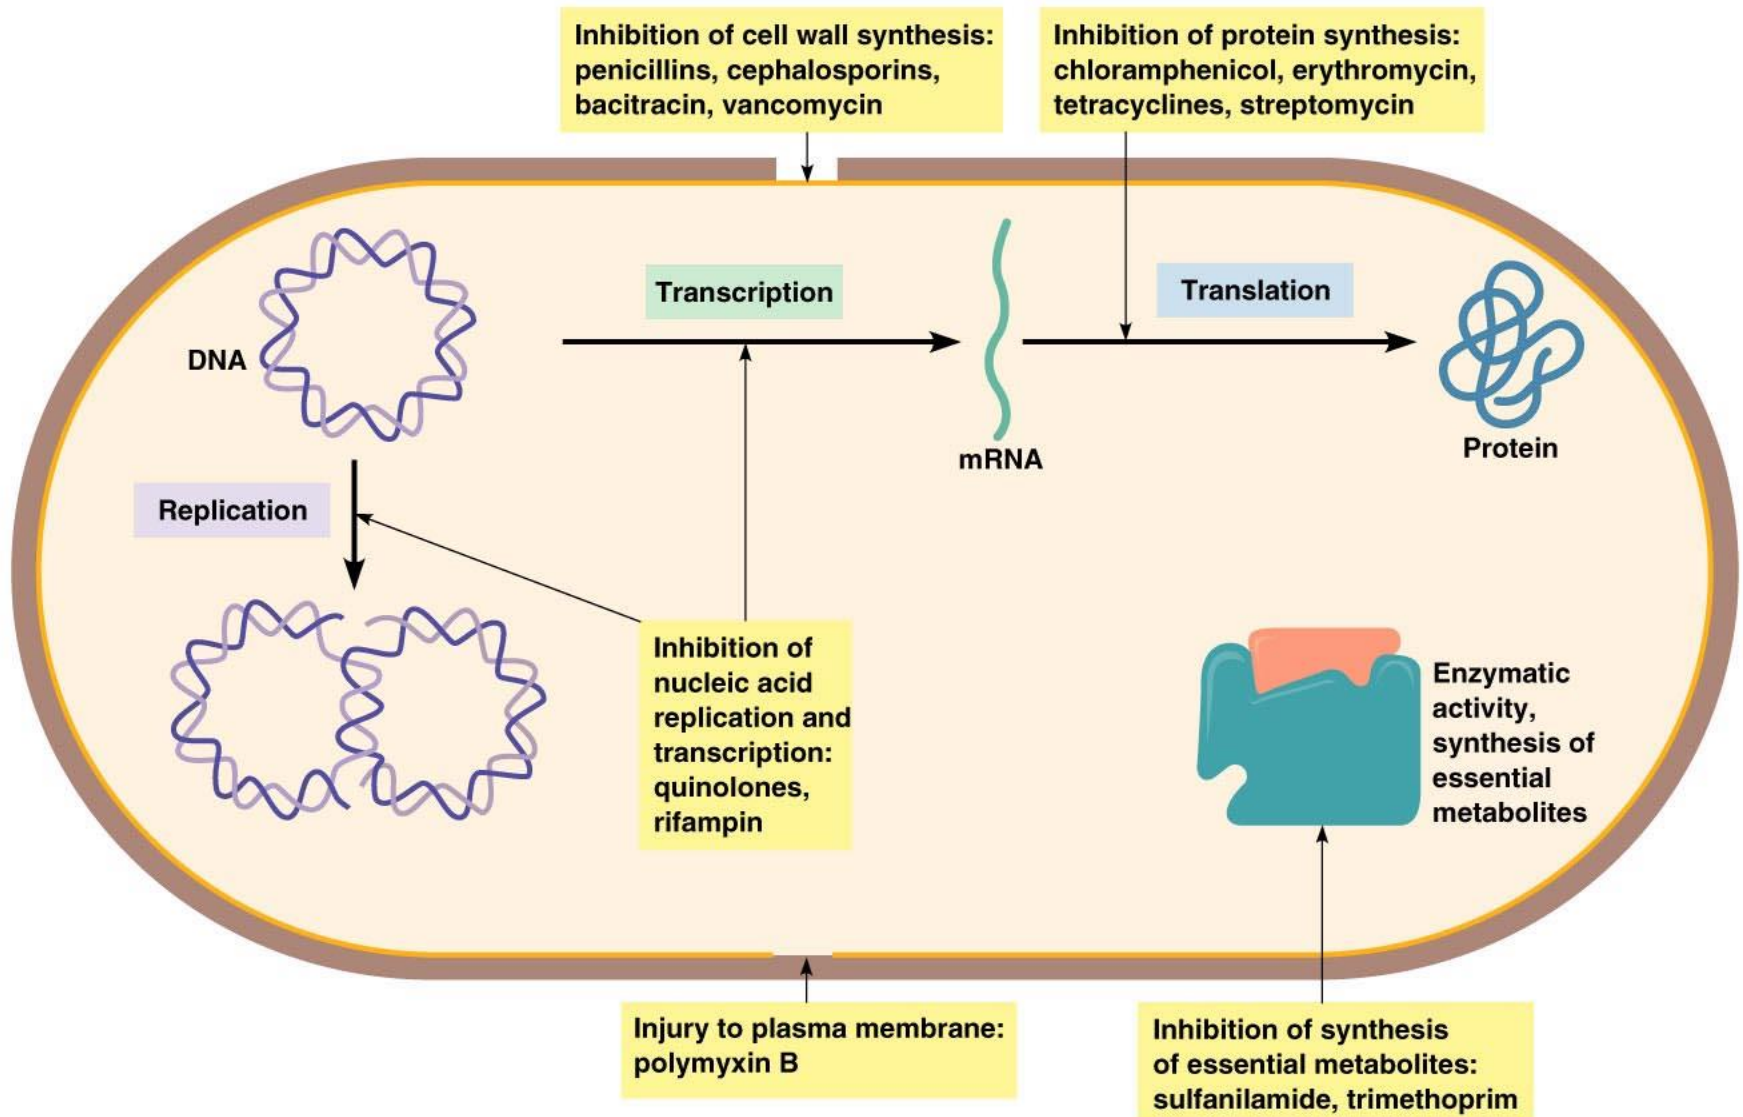 Inhibition of cell wall synthesis:
penicillins, cephalosporins,
bacitracin, vancomycin
Inhibition of protein synthesis:
chloramphenicol, erythromycin,
tetracyclines, streptomycin
Transcription
Translation
DNA
mRNA
Protein
Replication
Inhibition of
nucleic acid
replication and
transcription:
quinolones,
rifampin
Enzymatic
activity,
synthesis of
essential
metabolites
Injury to plasma membrane:
polymyxin B
Inhibition of synthesis
of essential metabolites:
sulfanilamide, trimethoprim